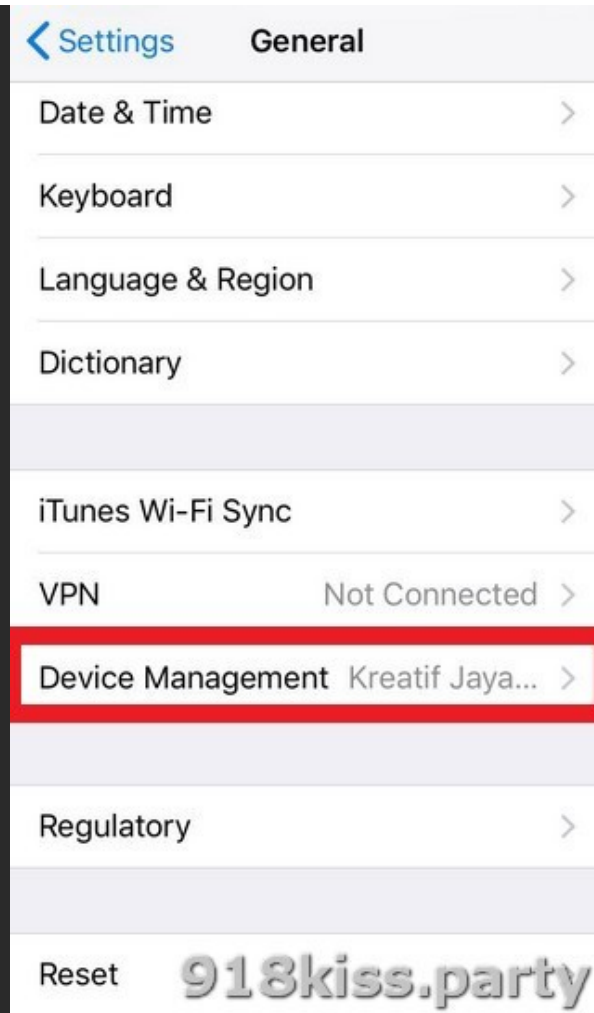 Settings General
Date & Time
Keyboard
Language & Region
Dictionary
iTunes Wi-Fi Sync
VPN Not Connected
Device Management Kreatif Jaya...
Regulatory
Reset
918kiss.party